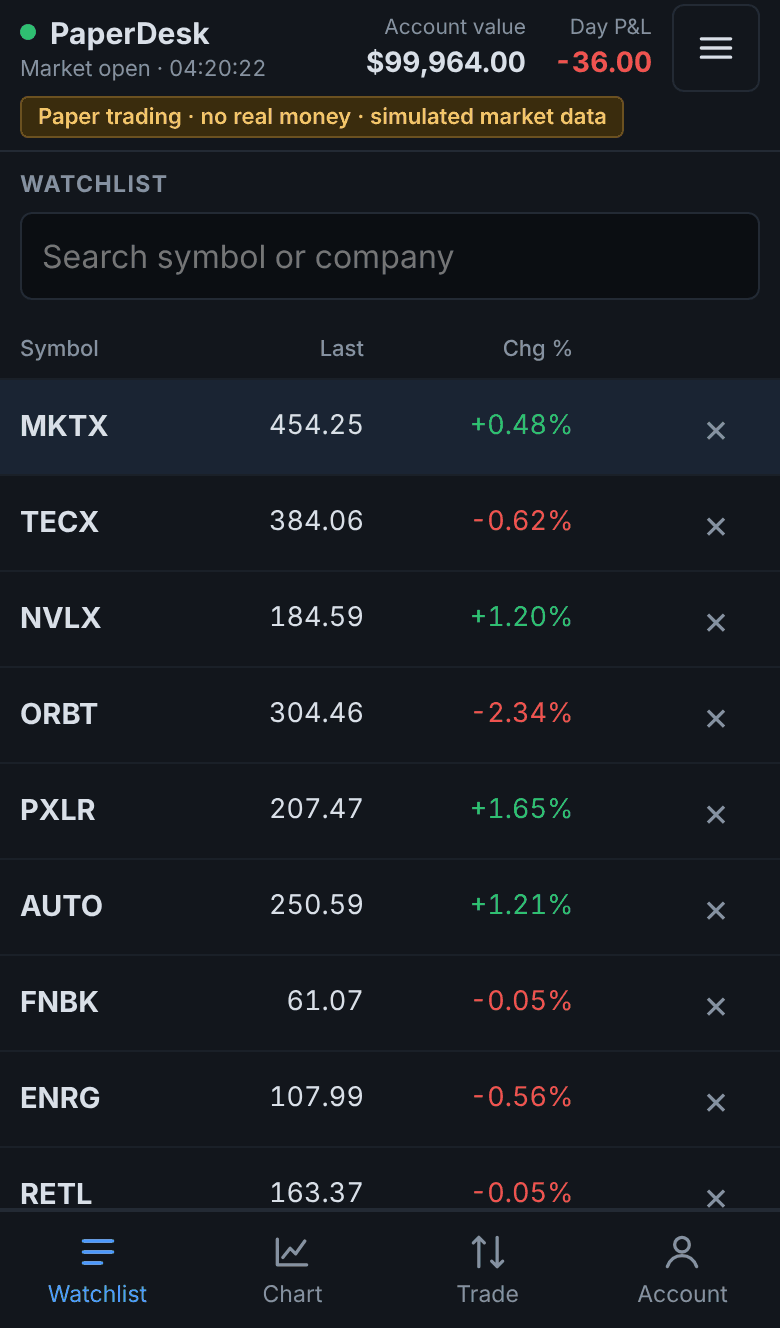 PaperDesk
Market open · 04:20:22
Account value
$99,964.00
Day P&L
-36.00
Paper trading · no real money · simulated market data
WATCHLIST
Search symbol or company
Symbol Last Chg %
MKTX 454.25 +0.48% ×
TECX 384.06 -0.62% ×
NVLX 184.59 +1.20% ×
ORBT 304.46 -2.34% ×
PXLR 207.47 +1.65% ×
AUTO 250.59 +1.21% ×
FNBK 61.07 -0.05% ×
ENRG 107.99 -0.56% ×
RETL 163.37 -0.05% ×
Watchlist Chart Trade Account